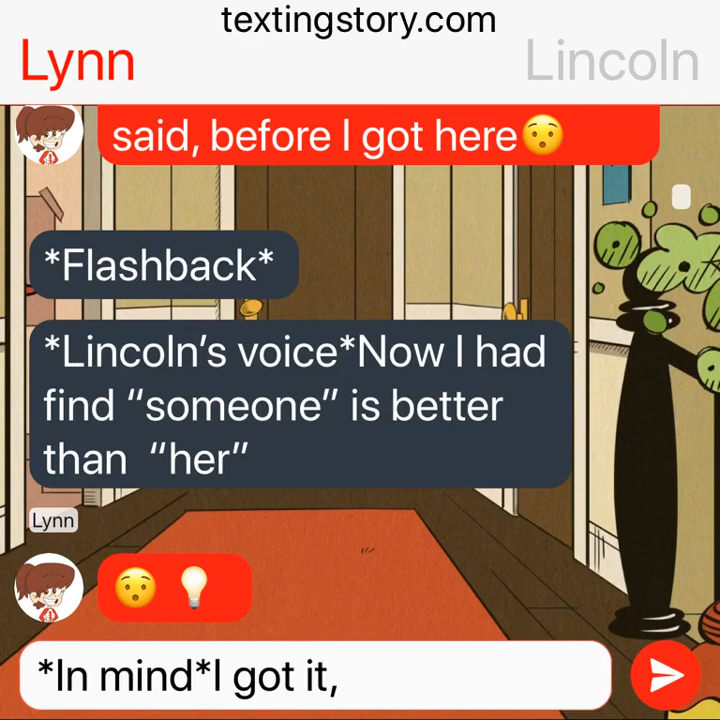 textingstory.com
Lynn
Lincoln
said, before I got here😯
*Flashback*
*Lincoln’s voice*Now I had
find “someone” is better
than “her”
Lynn
😯 💡
*In mind*I got it,